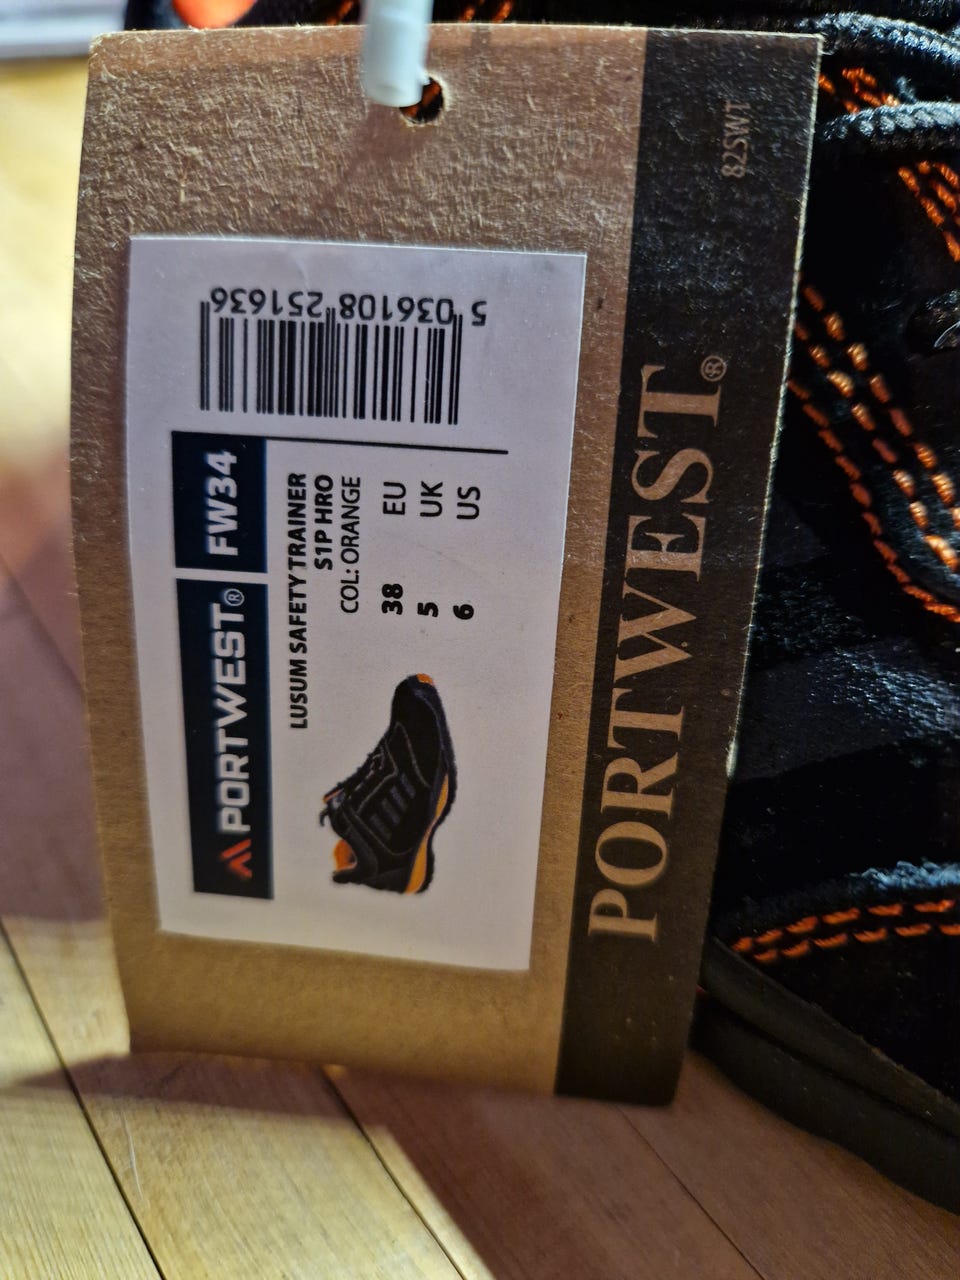 PORTWEST® FW34
LUSUM SAFETY TRAINER
S1P HRO
COL: ORANGE
38 EU
5 UK
6 US
5 036108 251636
PORTWEST®
82SWT